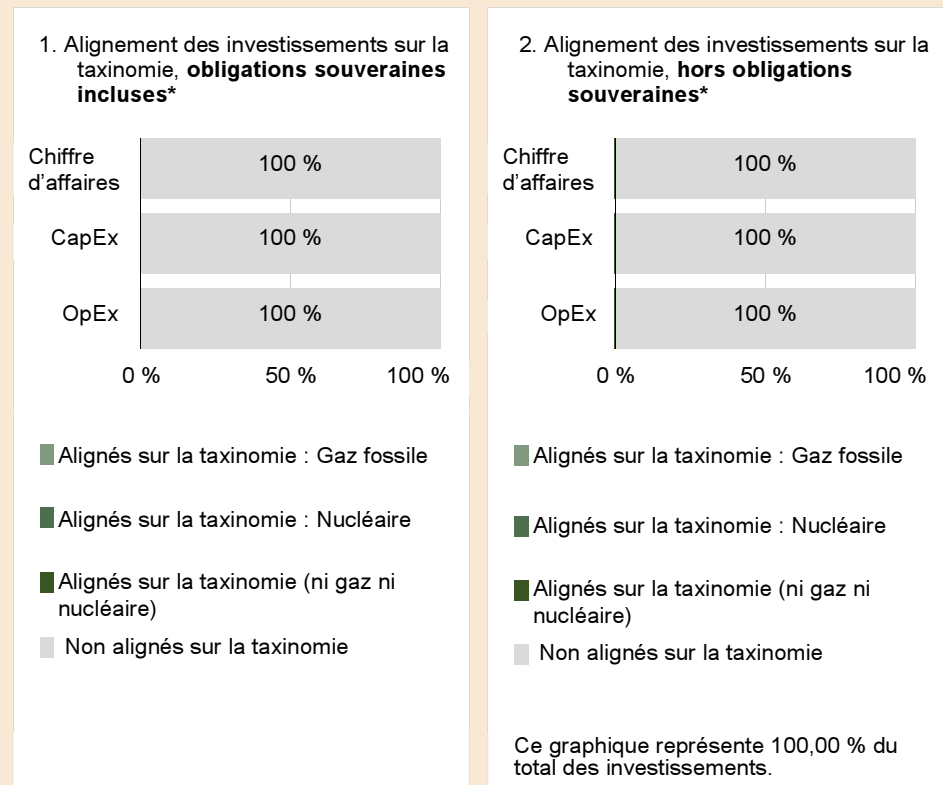 1. Alignement des investissements sur la
taxinomie, obligations souveraines
incluses*
Chiffre
d'affaires
100 %
CapEx
100 %
OpEx
100 %
0 %
50 %
100 %
Alignés sur la taxinomie : Gaz fossile
Alignés sur la taxinomie : Nucléaire
Alignés sur la taxinomie (ni gaz ni
nucléaire)
Non alignés sur la taxinomie
2. Alignement des investissements sur la
taxinomie, hors obligations
souveraines*
Chiffre
d'affaires
100 %
CapEx
100 %
OpEx
100 %
0 %
50 %
100 %
Alignés sur la taxinomie : Gaz fossile
Alignés sur la taxinomie : Nucléaire
Alignés sur la taxinomie (ni gaz ni
nucléaire)
Non alignés sur la taxinomie
Ce graphique représente 100,00 % du
total des investissements.